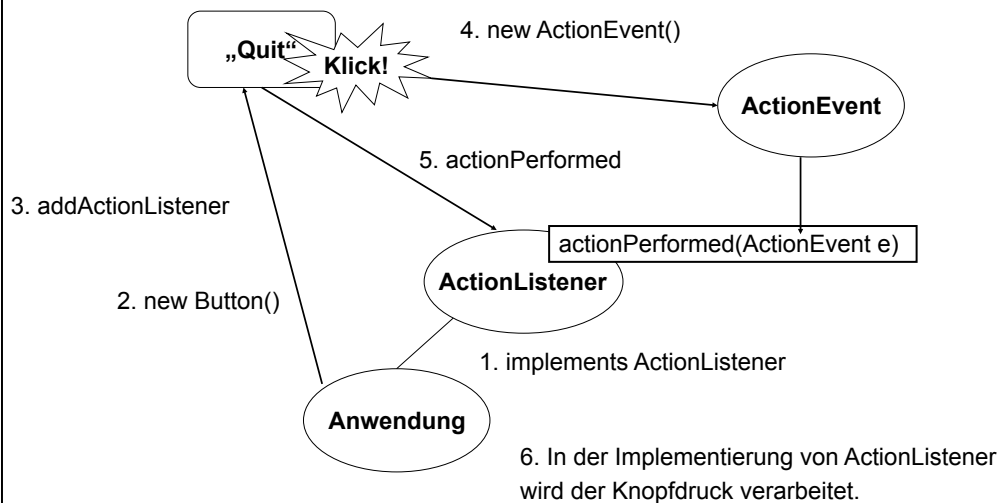 4. new ActionEvent()
„Quit“
Klick!
ActionEvent
5. actionPerformed
3. addActionListener
actionPerformed(ActionEvent e)
ActionListener
2. new Button()
1. implements ActionListener
Anwendung
6. In der Implementierung von ActionListener
wird der Knopfdruck verarbeitet.